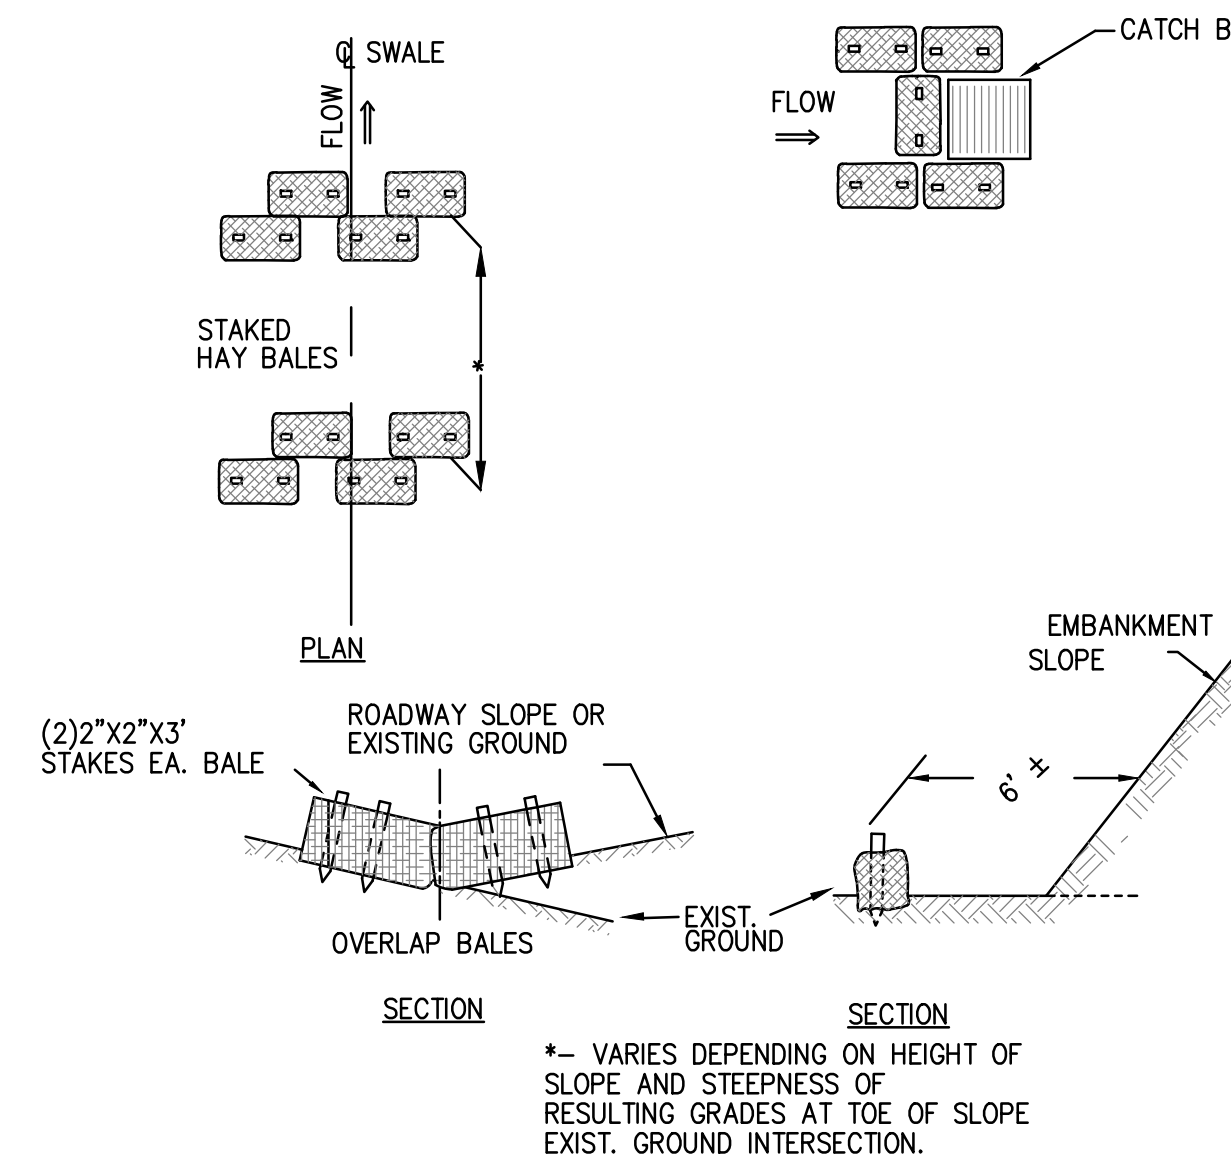 ℄ SWALE
FLOW
STAKED
HAY BALES
*
PLAN
CATCH B
FLOW
(2)2"X2"X3'
STAKES EA. BALE
ROADWAY SLOPE OR
EXISTING GROUND
OVERLAP BALES
SECTION
EMBANKMENT
SLOPE
6' ±
EXIST.
GROUND
SECTION
*– VARIES DEPENDING ON HEIGHT OF
SLOPE AND STEEPNESS OF
RESULTING GRADES AT TOE OF SLOPE
EXIST. GROUND INTERSECTION.